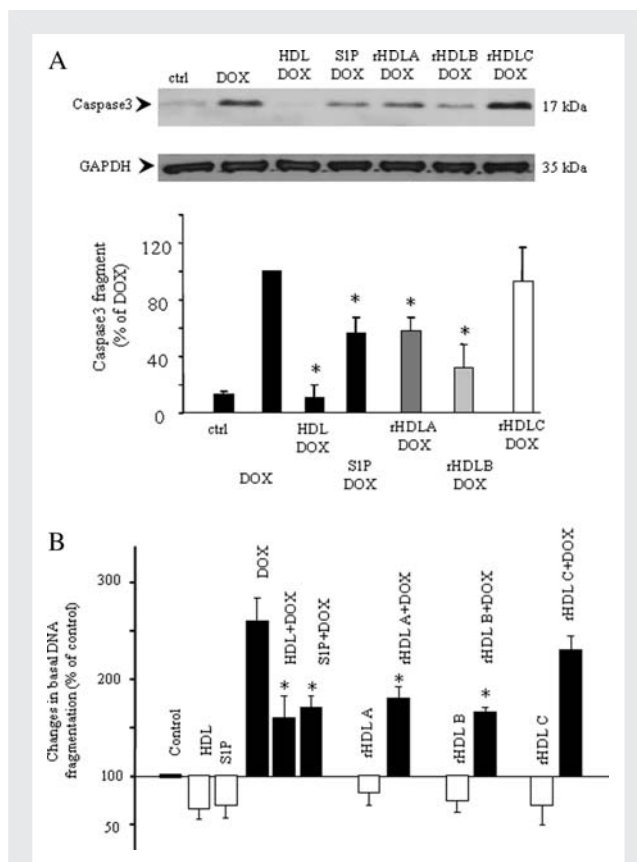 A
ctrl DOX HDL DOX S1P DOX rHDLA DOX rHDLB DOX rHDLC DOX
Caspase3 17 kDa
GAPDH 35 kDa
Caspase3 fragment
(% of DOX)
120
80
40
0
ctrl HDL DOX rHDLA DOX rHDLC DOX
DOX S1P DOX rHDLB DOX
* * * *
B
Changes in basal DNA
fragmentation (% of control)
300
200
100
50
Control HDL S1P DOX HDL+DOX S1P+DOX rHDL A rHDL A+DOX rHDL B rHDL B+DOX rHDL C rHDL C+DOX
* * * *